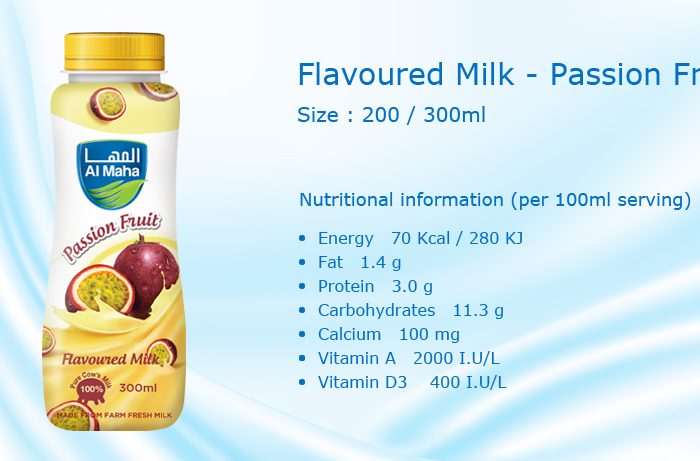 Flavoured Milk - Passion Fr
Size : 200 / 300ml
المها
Al Maha
Passion Fruit
Flavoured Milk
Pure Cow's Milk
100%
300ml
MADE FROM FARM FRESH MILK
Nutritional information (per 100ml serving)
Energy 70 Kcal / 280 KJ
Fat 1.4 g
Protein 3.0 g
Carbohydrates 11.3 g
Calcium 100 mg
Vitamin A 2000 I.U/L
Vitamin D3 400 I.U/L